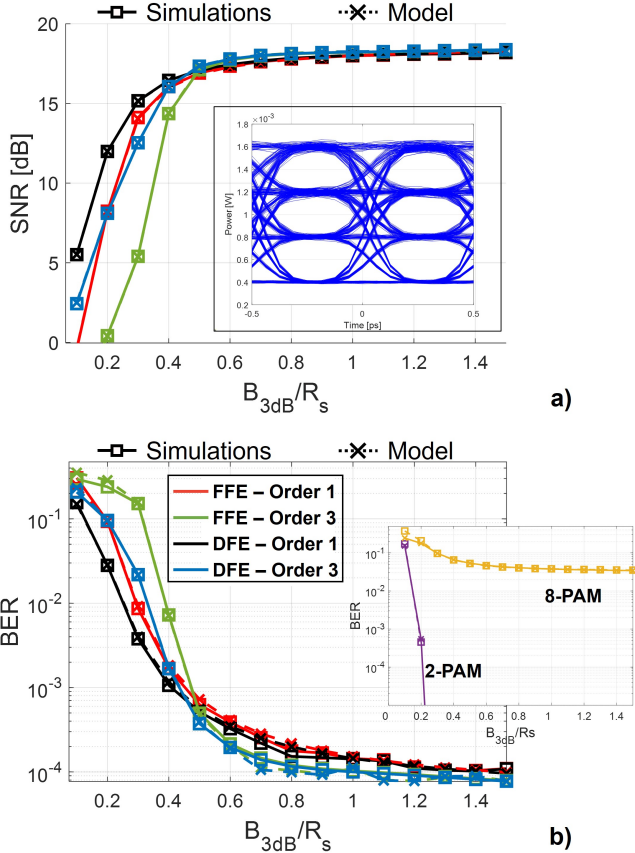 Simulations Model
20
15
10
5
0
SNR [dB]
×10⁻³
1.8
1.6
1.4
1.2
1.0
0.8
0.6
0.4
0.2
Power [W]
-0.5 0 0.5
Time [ps]
0.2 0.4 0.6 0.8 1 1.2 1.4
B3dB/Rs
a)
Simulations Model
FFE – Order 1
FFE – Order 3
DFE – Order 1
DFE – Order 3
10⁻¹
10⁻²
10⁻³
10⁻⁴
BER
10⁻¹
10⁻³
10⁻⁴
BER
8-PAM
2-PAM
0 0.2 0.4 0.6 0.8 1.0 1.2 1.4
B3dB/Rs
0.2 0.4 0.6 0.8 1 1.2 1.4
B3dB/Rs
b)